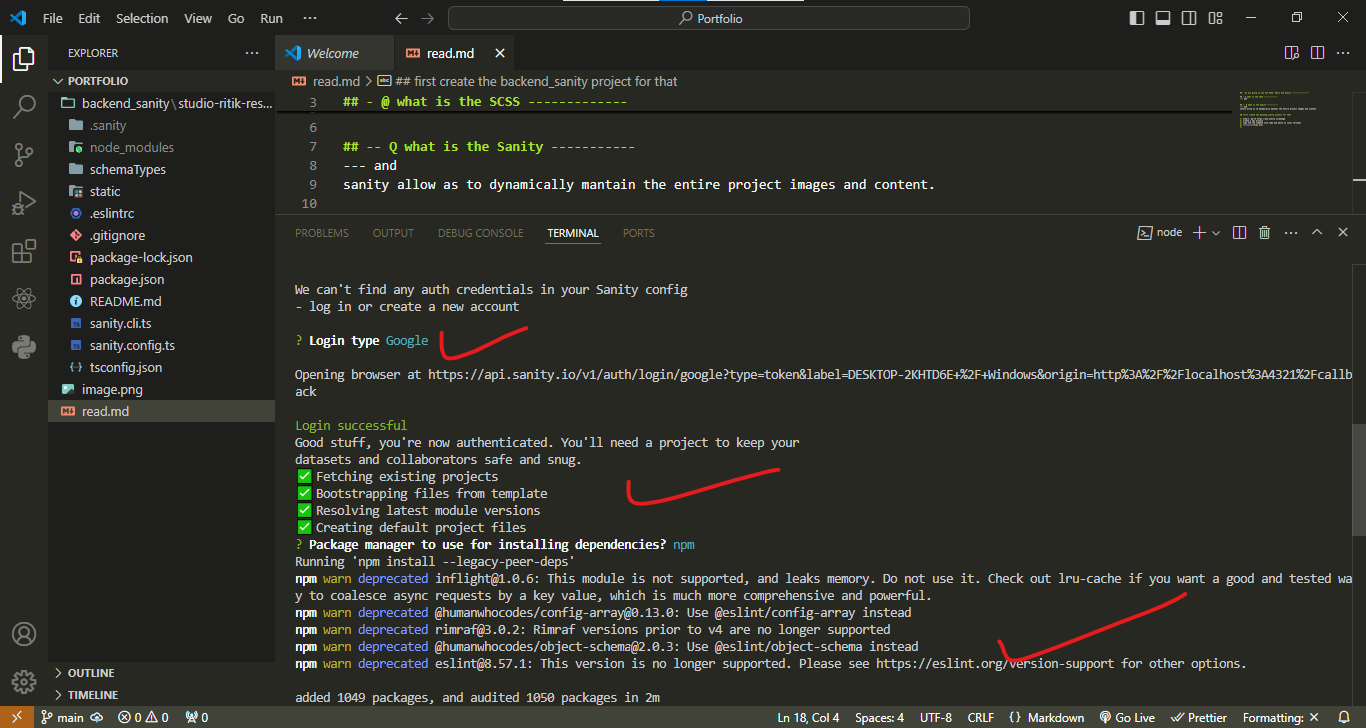 File Edit Selection View Go Run ··· Portfolio
EXPLORER ···
Welcome
read.md
PORTFOLIO
backend_sanity\studio-ritik-res...
.sanity
node_modules
schemaTypes
static
.eslintrc
.gitignore
package-lock.json
package.json
README.md
sanity.cli.ts
sanity.config.ts
tsconfig.json
image.png
read.md
OUTLINE
TIMELINE
read.md > ## first create the backend_sanity project for that
3 ## - @ what is the SCSS -------------
6
7 ## -- Q what is the Sanity -----------
8 --- and
9 sanity allow as to dynamically mantain the entire project images and content.
10
PROBLEMS OUTPUT DEBUG CONSOLE TERMINAL PORTS node
We can't find any auth credentials in your Sanity config
- log in or create a new account
? Login type Google
Opening browser at https://api.sanity.io/v1/auth/login/google?type=token&label=DESKTOP-2KHTD6E+%2F+Windows&origin=http%3A%2F%2Flocalhost%3A4321%2Fcallb
ack
Login successful
Good stuff, you're now authenticated. You'll need a project to keep your
datasets and collaborators safe and snug.
✅ Fetching existing projects
✅ Bootstrapping files from template
✅ Resolving latest module versions
✅ Creating default project files
? Package manager to use for installing dependencies? npm
Running 'npm install --legacy-peer-deps'
npm warn deprecated inflight@1.0.6: This module is not supported, and leaks memory. Do not use it. Check out lru-cache if you want a good and tested wa
y to coalesce async requests by a key value, which is much more comprehensive and powerful.
npm warn deprecated @humanwhocodes/config-array@0.13.0: Use @eslint/config-array instead
npm warn deprecated rimraf@3.0.2: Rimraf versions prior to v4 are no longer supported
npm warn deprecated @humanwhocodes/object-schema@2.0.3: Use @eslint/object-schema instead
npm warn deprecated eslint@8.57.1: This version is no longer supported. Please see https://eslint.org/version-support for other options.
added 1049 packages, and audited 1050 packages in 2m
main 0 0 0 Ln 18, Col 4 Spaces: 4 UTF-8 CRLF {} Markdown Go Live Prettier Formatting: ×